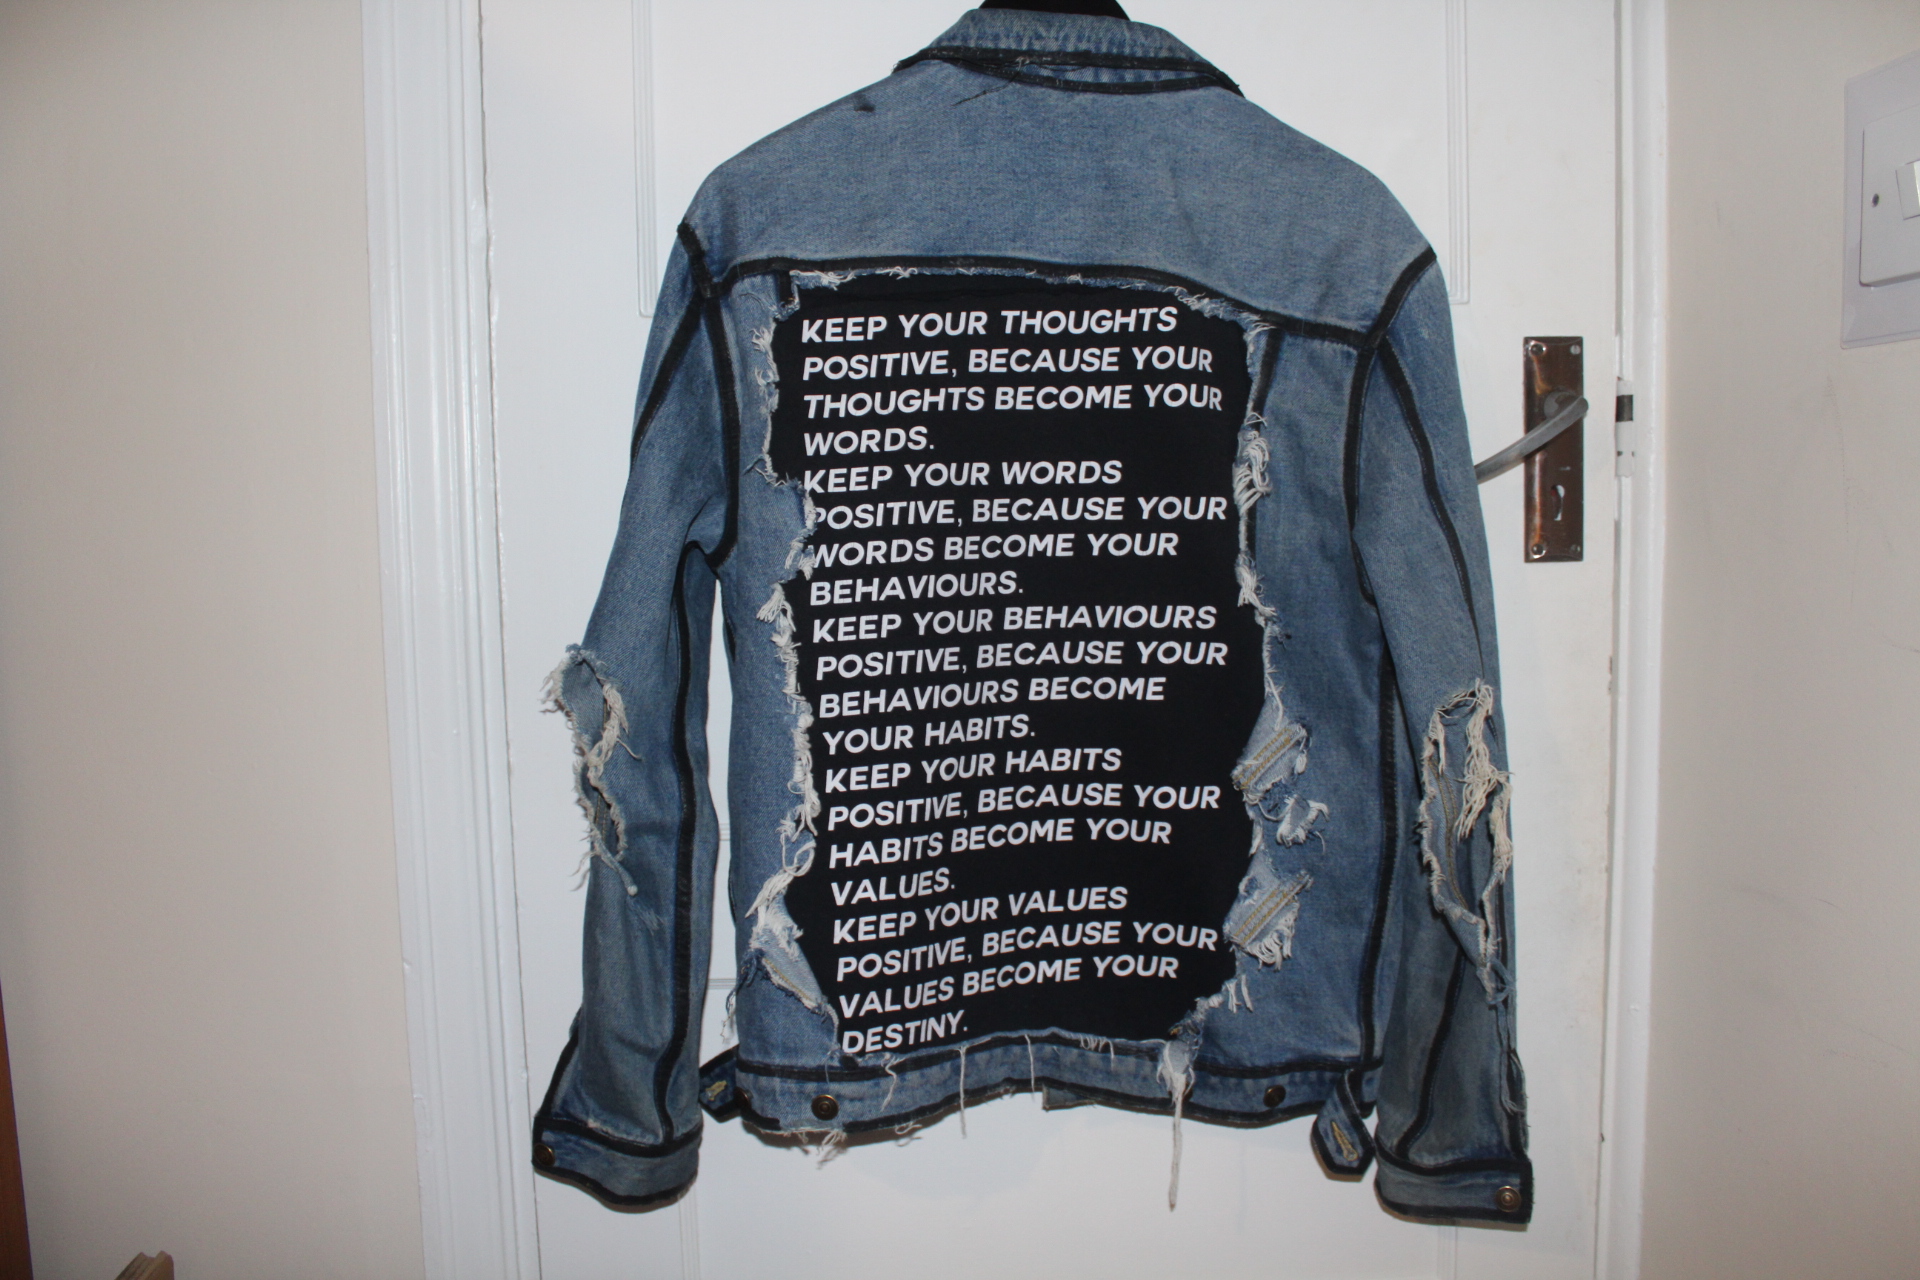 KEEP YOUR THOUGHTS
POSITIVE, BECAUSE YOUR
THOUGHTS BECOME YOUR
WORDS.
KEEP YOUR WORDS
POSITIVE, BECAUSE YOUR
WORDS BECOME YOUR
BEHAVIOURS.
KEEP YOUR BEHAVIOURS
POSITIVE, BECAUSE YOUR
BEHAVIOURS BECOME
YOUR HABITS.
KEEP YOUR HABITS
POSITIVE, BECAUSE YOUR
HABITS BECOME YOUR
VALUES.
KEEP YOUR VALUES
POSITIVE, BECAUSE YOUR
VALUES BECOME YOUR
DESTINY.